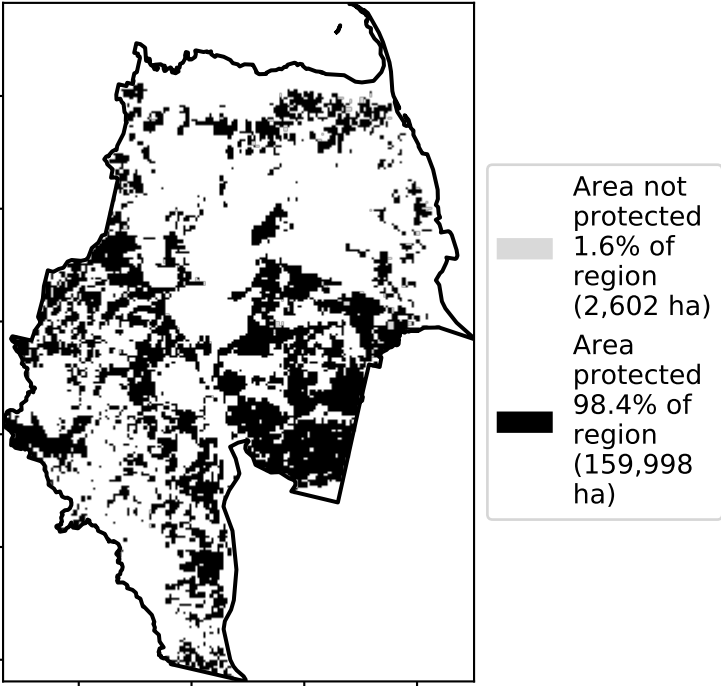 Area not
protected
1.6% of
region
(2,602 ha)
Area
protected
98.4% of
region
(159,998
ha)